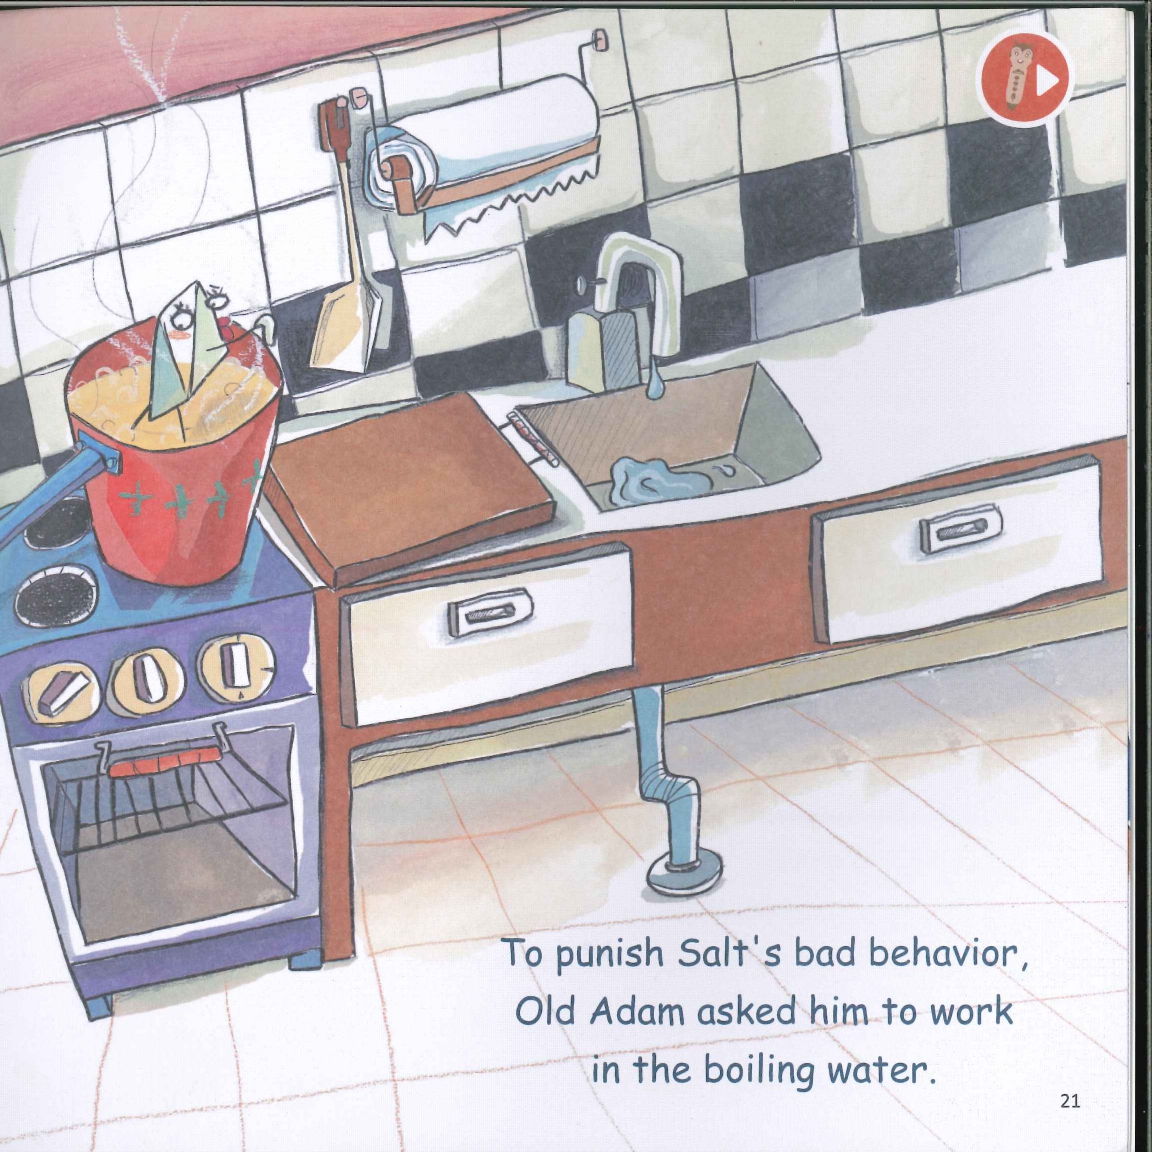 To punish Salt's bad behavior,
Old Adam asked him to work
in the boiling water.
21